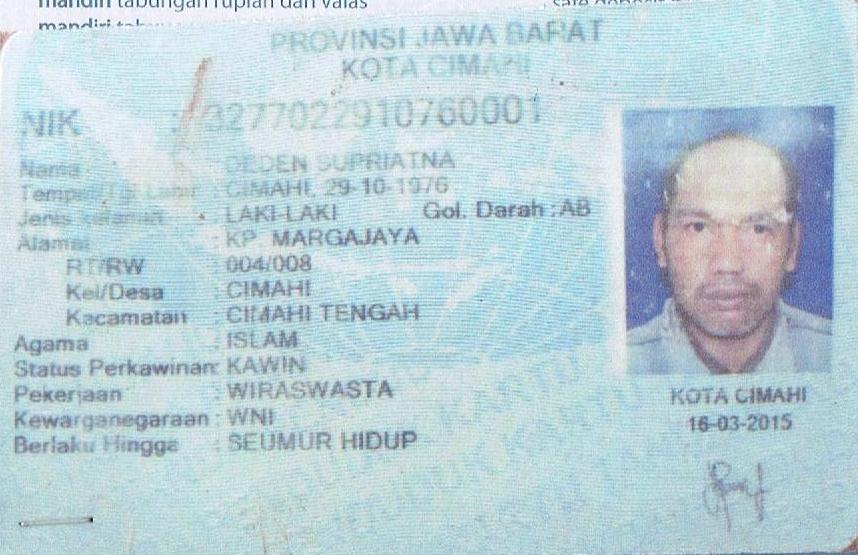 mandiri tabungan rupiah dan valas
PROVINSI JAWA BARAT
KOTA CIMAHI
NIK : 3277022910760001
Nama : DEDEN SUPRIATNA
Tempat/Tgl Lahir : CIMAHI, 29-10-1976
Jenis kelamin : LAKI-LAKI Gol. Darah : AB
Alamat : KP. MARGAJAYA
RT/RW : 004/008
Kel/Desa : CIMAHI
Kacamatan : CIMAHI TENGAH
Agama : ISLAM
Status Perkawinan: KAWIN
Pekerjaan : WIRASWASTA
Kewarganegaraan : WNI
Berlaku Hingga : SEUMUR HIDUP
KOTA CIMAHI
16-03-2015